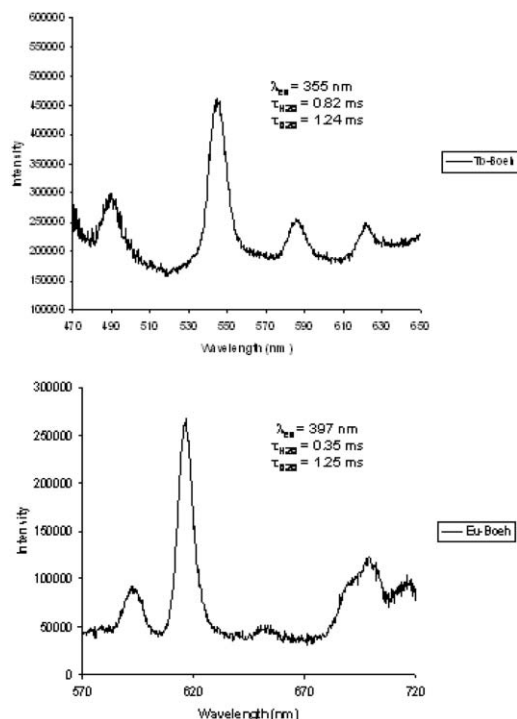 600000
550000
500000
450000
400000
350000
300000
250000
200000
150000
100000
Intensity
λex = 355 nm
τH2O = 0.82 ms
τD2O = 1.24 ms
Tb-Boeh
470 490 510 530 550 570 590 610 630 650
Wavelength (nm )
300000
250000
200000
150000
100000
50000
0
Intensity
λex = 397 nm
τH2O = 0.35 ms
τD2O = 1.25 ms
Eu-Boeh
570 620 670 720
Wavelength (nm)